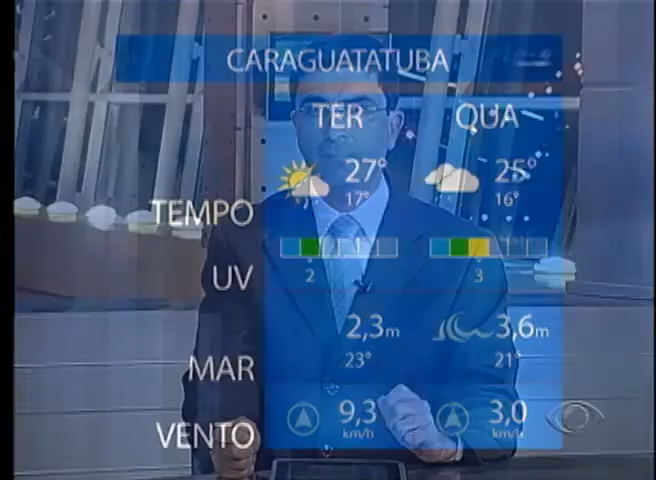 CARAGUATATUBA
TER QUA
TEMPO 27° 17° 25° 16°
UV 2 3
MAR 2,3m 23° 3,6m 21°
VENTO 9,3 km/h 3,0 km/h